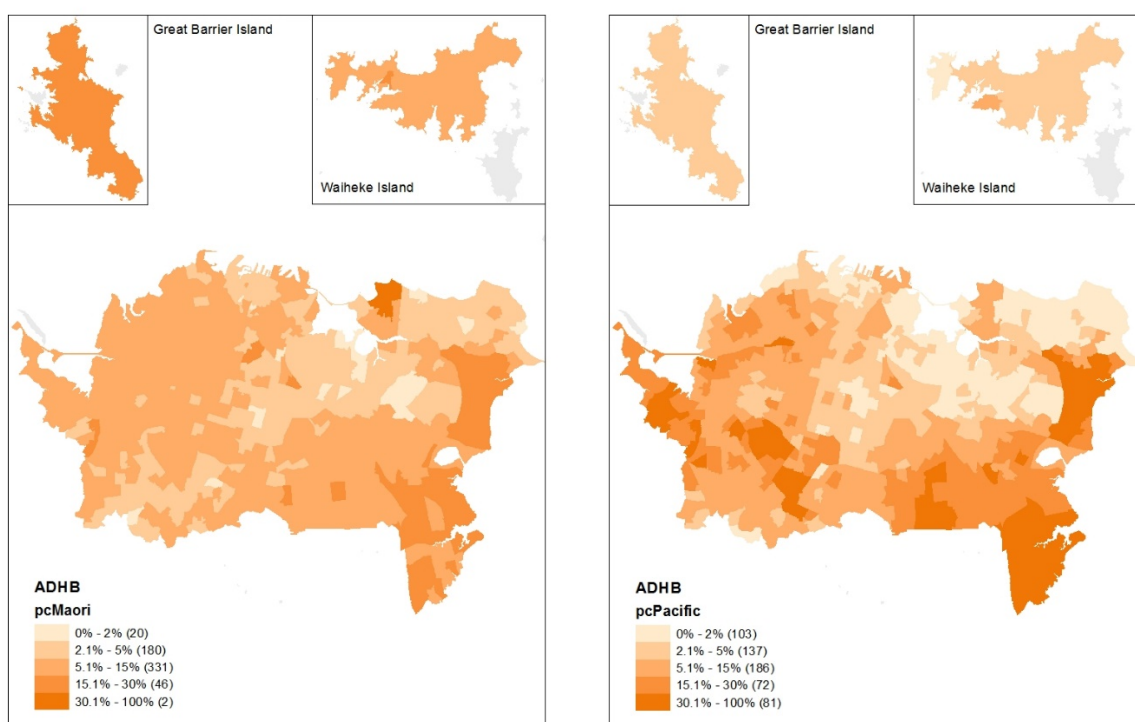 Great Barrier Island
Waiheke Island
ADHB
pcMaori
0% - 2% (20)
2.1% - 5% (180)
5.1% - 15% (331)
15.1% - 30% (46)
30.1% - 100% (2)
Great Barrier Island
Waiheke Island
ADHB
pcPacific
0% - 2% (103)
2.1% - 5% (137)
5.1% - 15% (186)
15.1% - 30% (72)
30.1% - 100% (81)